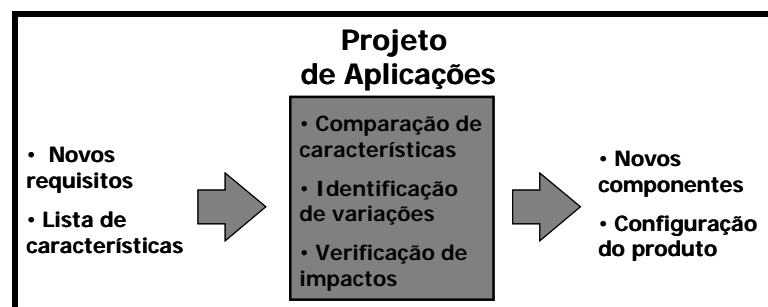 Projeto
de Aplicações
• Novos
requisitos
• Lista de
características
• Comparação de
características
• Identificação
de variações
• Verificação de
impactos
• Novos
componentes
• Configuração
do produto